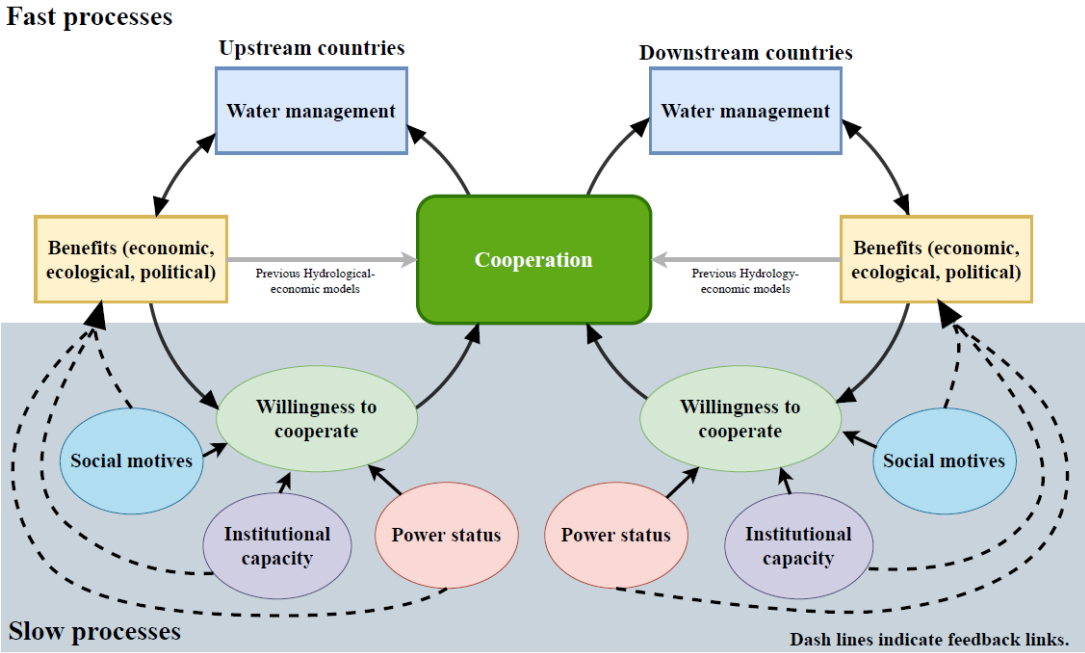 Fast processes
Upstream countries
Downstream countries
Water management
Water management
Benefits (economic,
ecological, political)
Previous Hydrological-
economic models
Cooperation
Previous Hydrology-
economic models
Benefits (economic,
ecological, political)
Willingness to
cooperate
Willingness to
cooperate
Social motives
Social motives
Institutional
capacity
Power status
Power status
Institutional
capacity
Slow processes
Dash lines indicate feedback links.